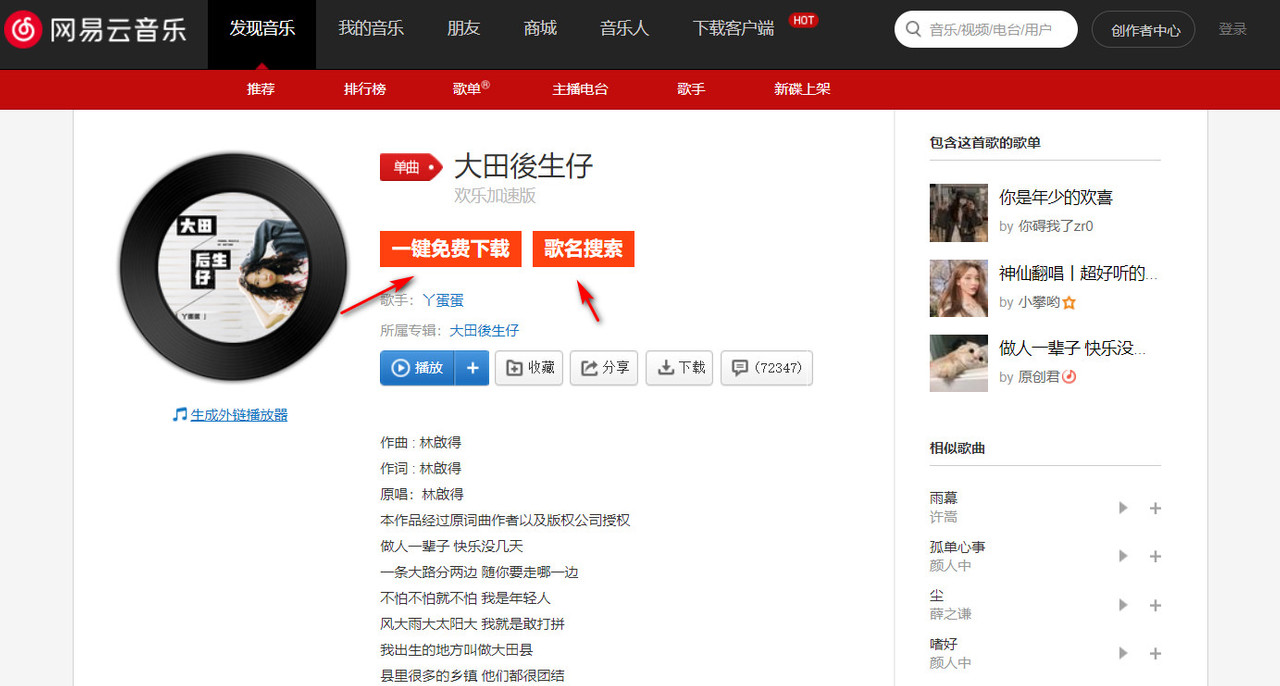 网易云音乐
发现音乐 我的音乐 朋友 商城 音乐人 下载客户端 HOT
音乐/视频/电台/用户
创作者中心 登录
推荐 排行榜 歌单® 主播电台 歌手 新碟上架
大田
后生仔
丫蛋蛋
生成外链播放器
单曲 大田後生仔
欢乐加速版
一键免费下载 歌名搜索
歌手：丫蛋蛋
所属专辑：大田後生仔
播放 + 收藏 分享 下载 (72347)
作曲 : 林啟得
作词 : 林啟得
原唱：林啟得
本作品经过原词曲作者以及版权公司授权
做人一辈子 快乐没几天
一条大路分两边 随你要走哪一边
不怕不怕就不怕 我是年轻人
风大雨大太阳大 我就是敢打拼
我出生的地方叫做大田县
县里很多的乡镇 他们都很团结
包含这首歌的歌单
你是年少的欢喜
by 你碍我了zr0
神仙翻唱丨超好听的...
by 小攀哟
做人一辈子 快乐没...
by 原创君
相似歌曲
雨幕
许嵩
孤单心事
颜人中
尘
薛之谦
嗜好
颜人中